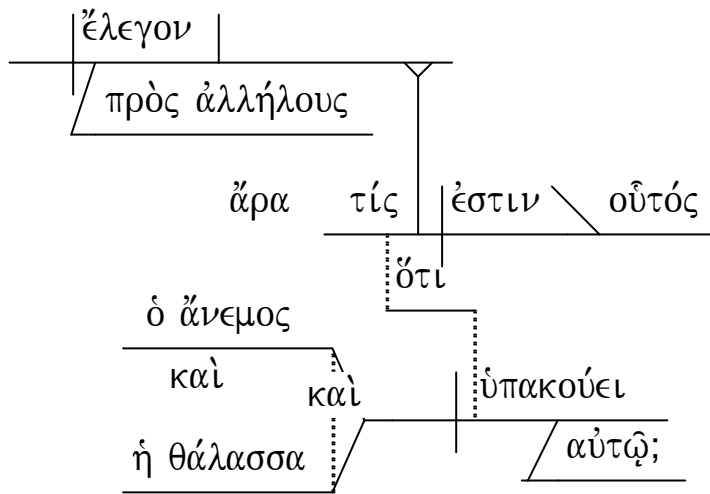 ἔλεγον
πρὸς ἀλλήλους
ἄρα τίς ἐστιν οὗτός
ὅτι
ὁ ἄνεμος
καὶ καὶ ὑπακούει
ἡ θάλασσα αὐτῷ;